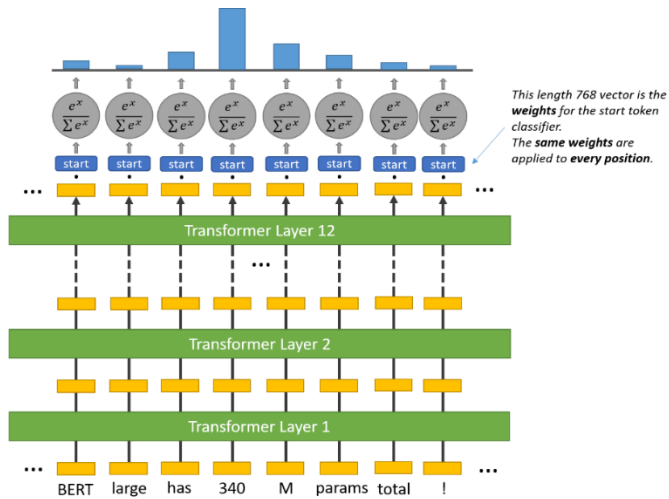 e^x e^x e^x e^x e^x e^x e^x e^x
∑ e^x ∑ e^x ∑ e^x ∑ e^x ∑ e^x ∑ e^x ∑ e^x ∑ e^x
start start start start start start start start
This length 768 vector is the
weights for the start token
classifier.
The same weights are
applied to every position.
... ...
Transformer Layer 12
...
Transformer Layer 2
Transformer Layer 1
... ...
BERT large has 340 M params total !